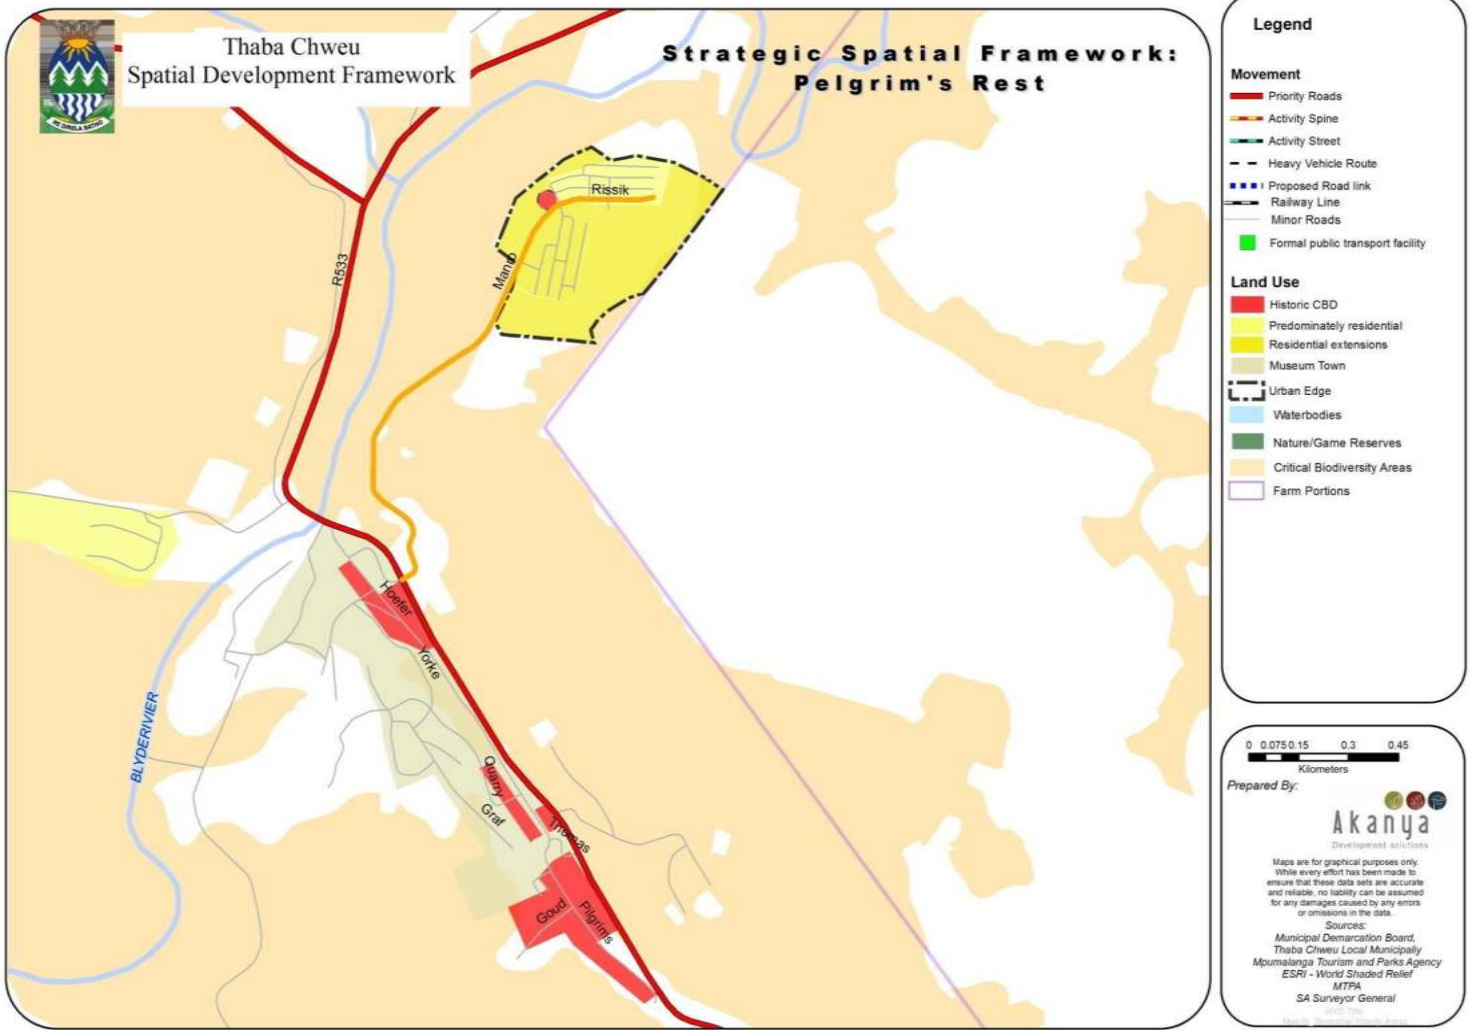 Thaba Chweu
Spatial Development Framework
Strategic Spatial Framework:
Pelgrim's Rest
RE DIRELA BATHO
Rissik
Manto
R533
Hoefer
Yorke
BLYDERIVIER
Quarry
Graf
Thomas
Goud
Pilgrims
Legend
Movement
Priority Roads
Activity Spine
Activity Street
Heavy Vehicle Route
Proposed Road link
Railway Line
Minor Roads
Formal public transport facility
Land Use
Historic CBD
Predominately residential
Residential extensions
Museum Town
Urban Edge
Waterbodies
Nature/Game Reserves
Critical Biodiversity Areas
Farm Portions
0 0.075 0.15 0.3 0.45
Kilometers
Prepared By:
Akanya
Development solutions
Maps are for graphical purposes only.
While every effort has been made to
ensure that these data sets are accurate
and reliable, no liability can be assumed
for any damages caused by any errors
or omissions in the data.
Sources:
Municipal Demarcation Board,
Thaba Chweu Local Municipaliy
Mpumalanga Tourism and Parks Agency
ESRI - World Shaded Relief
MTPA
SA Surveyor General